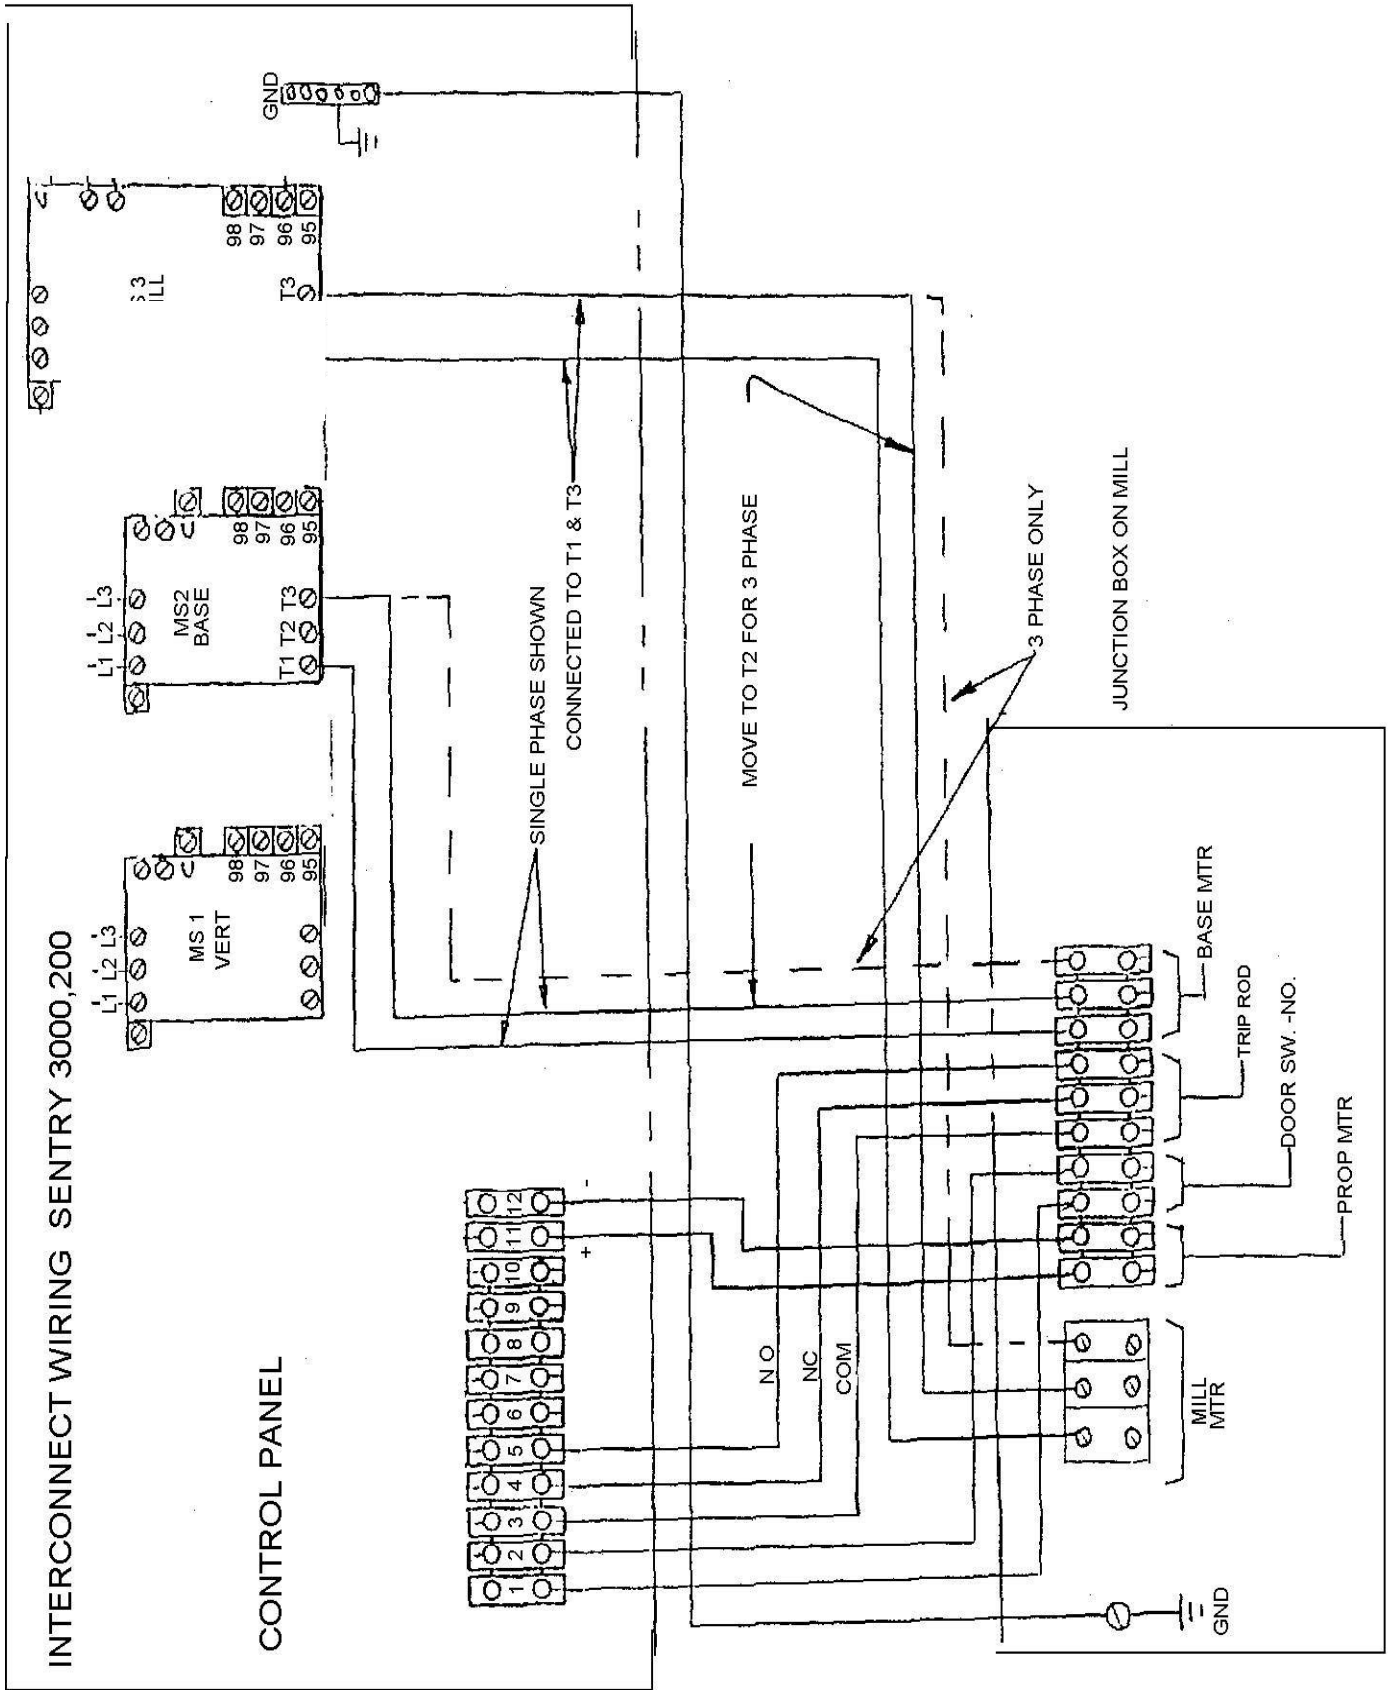 INTERCONNECT WIRING SENTRY 3000,200
CONTROL PANEL
L1 L2 L3
MS 1
VERT
98
97
96
95
L1 L2 L3
MS2
BASE
T1 T2 T3
98
97
96
95
T3
98
97
96
95
GND
SINGLE PHASE SHOWN
CONNECTED TO T1 & T3
MOVE TO T2 FOR 3 PHASE
3 PHASE ONLY
JUNCTION BOX ON MILL
1 2 3 4 5 6 7 8 9 10 11 12
+ -
N O
NC
COM
MILL
MTR
PROP MTR
DOOR SW. -NO.
TRIP ROD
BASE MTR
GND